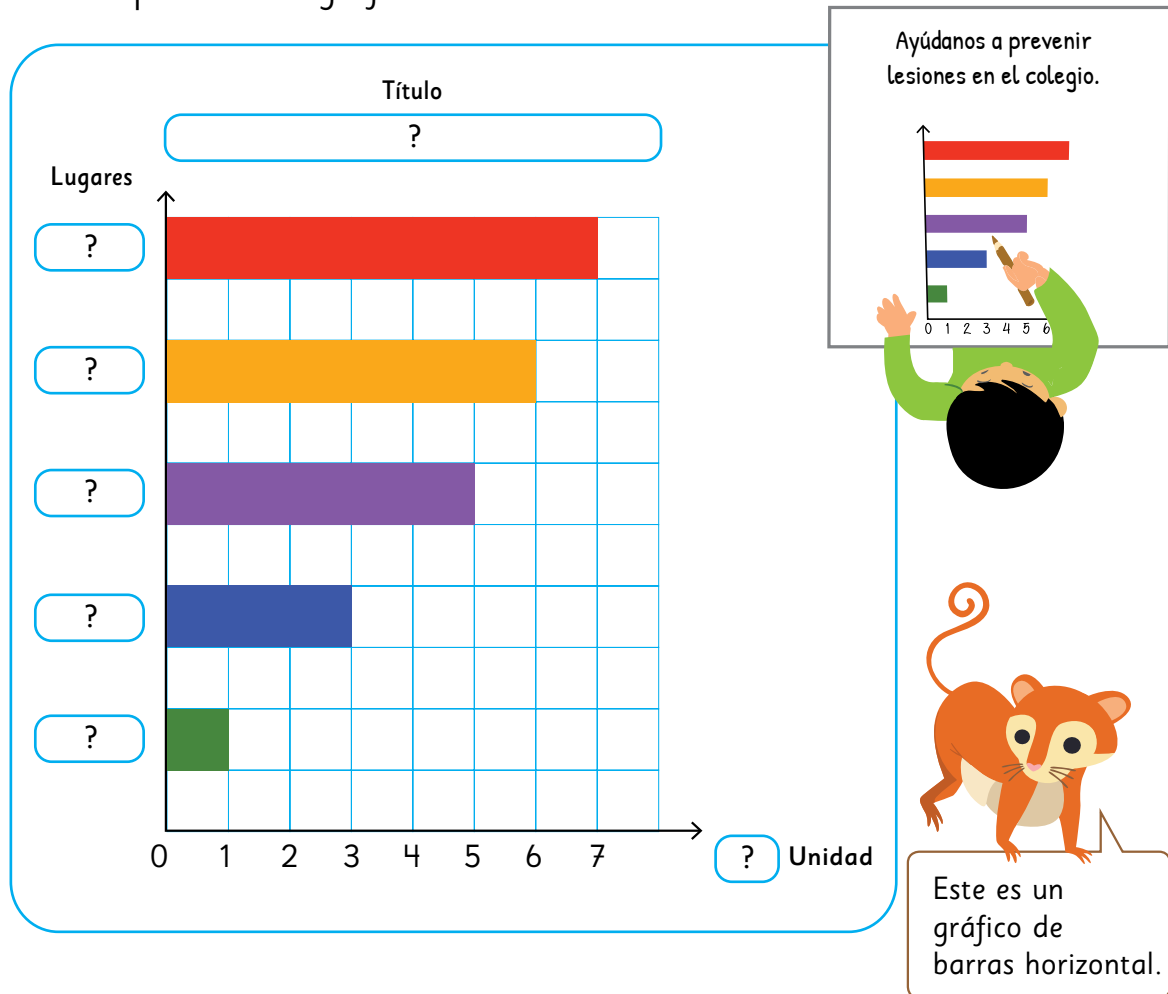 Ayúdanos a prevenir
lesiones en el colegio.
0 1 2 3 4 5 6
Título
?
Lugares
?
?
?
?
?
0 1 2 3 4 5 6 7
? Unidad
Este es un
gráfico de
barras horizontal.